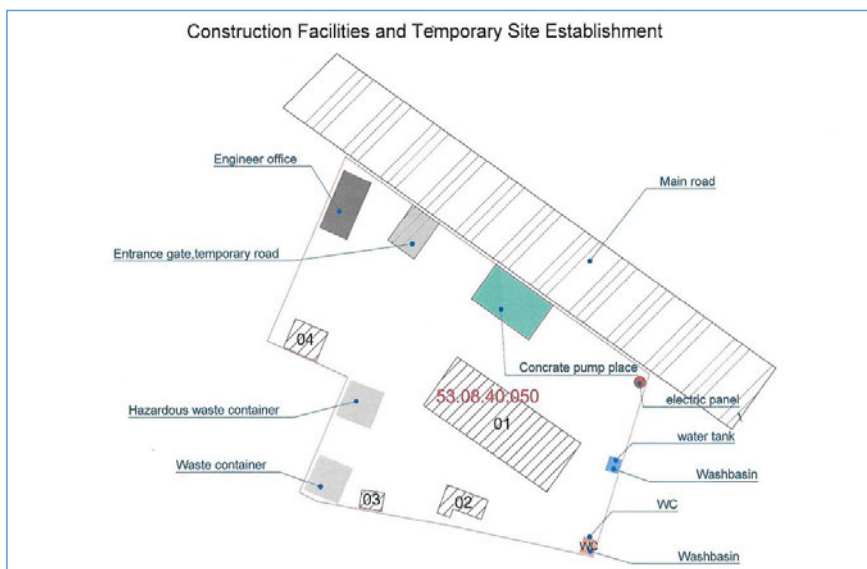 Construction Facilities and Temporary Site Establishment
Engineer office
Main road
Entrance gate,temporary road
04
Concrete pump place
53.08.40.050
electric panel
Hazardous waste container
01
water tank
Waste container
Washbasin
03
02
WC
WC
Washbasin